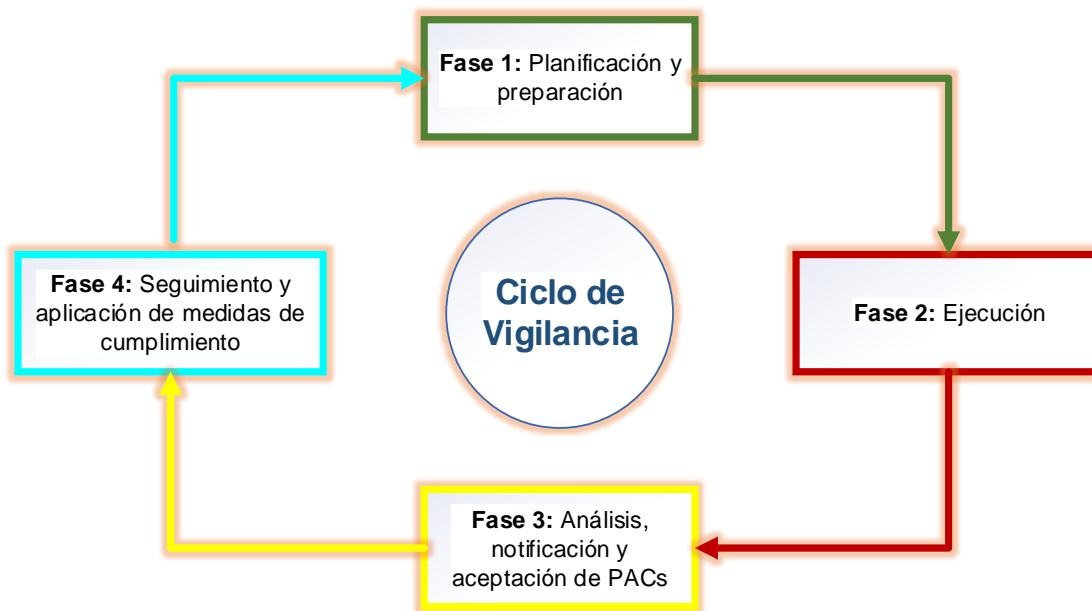 Fase 1: Planificación y
preparación
Ciclo de
Vigilancia
Fase 2: Ejecución
Fase 3: Análisis,
notificación y
aceptación de PACs
Fase 4: Seguimiento y
aplicación de medidas de
cumplimiento